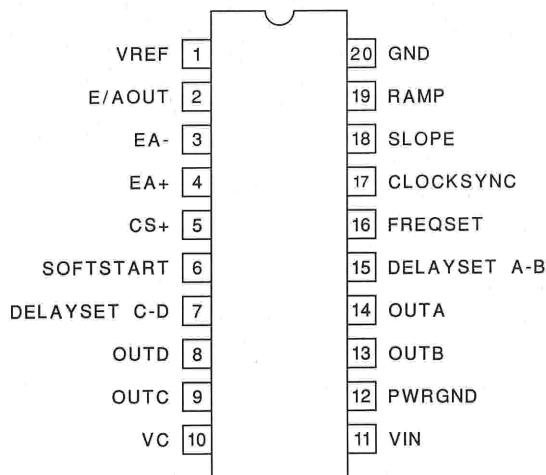 VREF 1 20 GND
E/AOUT 2 19 RAMP
EA- 3 18 SLOPE
EA+ 4 17 CLOCKSYNC
CS+ 5 16 FREQSET
SOFTSTART 6 15 DELAYSET A-B
DELAYSET C-D 7 14 OUTA
OUTD 8 13 OUTB
OUTC 9 12 PWRGND
VC 10 11 VIN